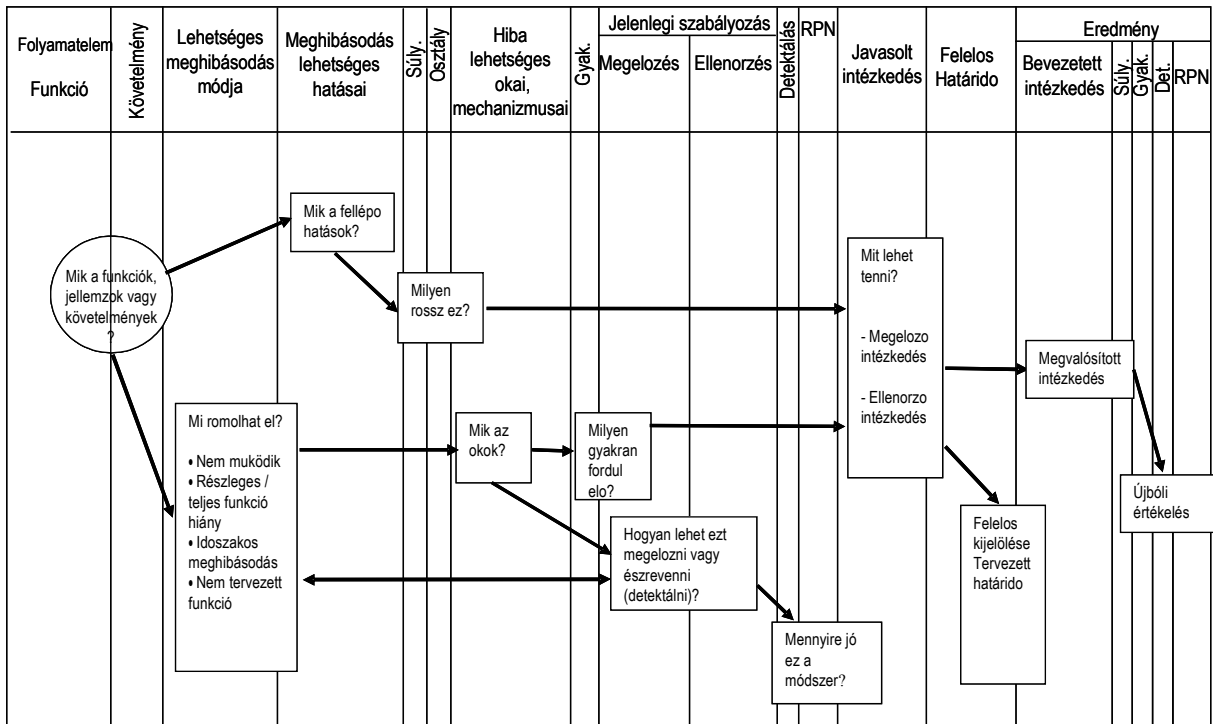 Folyamatelem
Funkció
Követelmény
Lehetséges
meghibásodás
módja
Meghibásodás
lehetséges
hatásai
Súly.
Osztály
Hiba
lehetséges
okai,
mechanizmusai
Gyak.
Jelenlegi szabályozás
Megelozés
Ellenorzés
Detektálás
RPN
Javasolt
intézkedés
Felelos
Határido
Eredmény
Bevezetett
intézkedés
Súly.
Gyak.
Det.
RPN
Mik a fellépo
hatások?
Mik a funkciók,
jellemzok vagy
követelmények
?
Milyen
rossz ez?
Mit lehet
tenni?
- Megelozo
intézkedés
- Ellenorzo
intézkedés
Megvalósított
intézkedés
Mi romolhat el?
• Nem muködik
• Részleges /
teljes funkció
hiány
• Idoszakos
meghibásodás
• Nem tervezett
funkció
Mik az
okok?
Milyen
gyakran
fordul
elo?
Újbóli
értékelés
Hogyan lehet ezt
megelozni vagy
észrevenni
(detektálni)?
Felelos
kijelölése
Tervezett
határido
Mennyire jó
ez a
módszer?